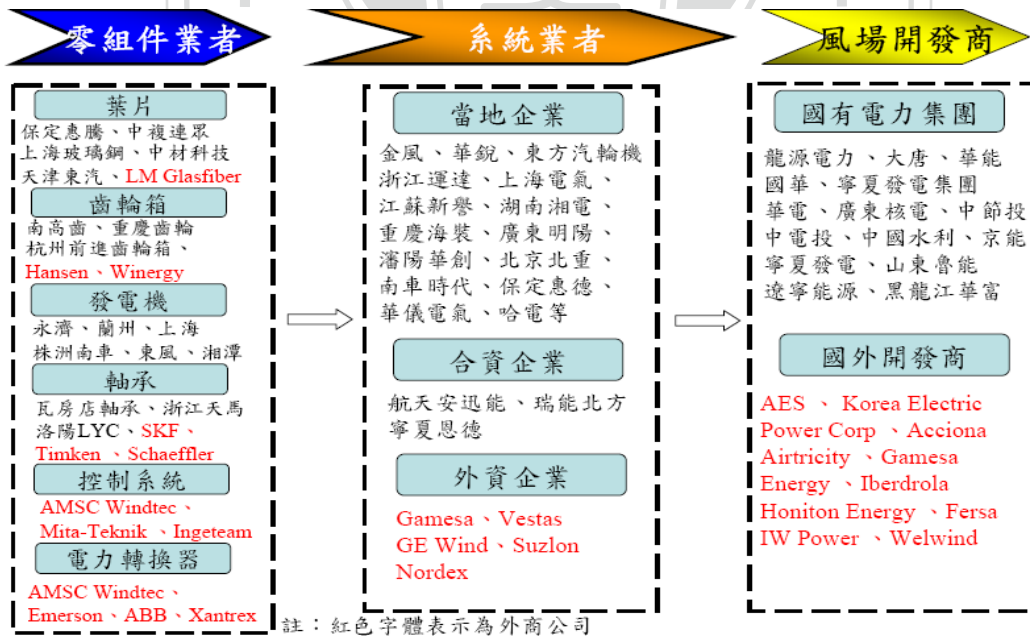 零組件業者
系統業者
風場開發商
葉片
保定惠騰、中複連眾
上海玻璃鋼、中材科技
天津東汽、LM Glasfiber
齒輪箱
南高齒、重慶齒輪
杭州前進齒輪箱、
Hansen、Winergy
發電機
永濟、蘭州、上海
株洲南車、東風、湘潭
軸承
瓦房店軸承、浙江天馬
洛陽LYC、SKF、
Timken、Schaeffler
控制系統
AMSC Windtec、
Mita-Teknik、Ingeteam
電力轉換器
AMSC Windtec、
Emerson、ABB、Xantrex
當地企業
金風、華銳、東方汽輪機
浙江運達、上海電氣、
江蘇新譽、湖南湘電、
重慶海裝、廣東明陽、
瀋陽華創、北京北重、
南車時代、保定惠德、
華儀電氣、哈電等
合資企業
航天安迅能、瑞能北方
寧夏恩德
外資企業
Gamesa、Vestas
GE Wind、Suzlon
Nordex
國有電力集團
龍源電力、大唐、華能
國華、寧夏發電集團
華電、廣東核電、中節投
中電投、中國水利、京能
寧夏發電、山東魯能
遼寧能源、黑龍江華富
國外開發商
AES、Korea Electric
Power Corp、Acciona
Airtricity、Gamesa
Energy、Iberdrola
Honiton Energy、Fersa
IW Power、Welwind
註：紅色字體表示為外商公司